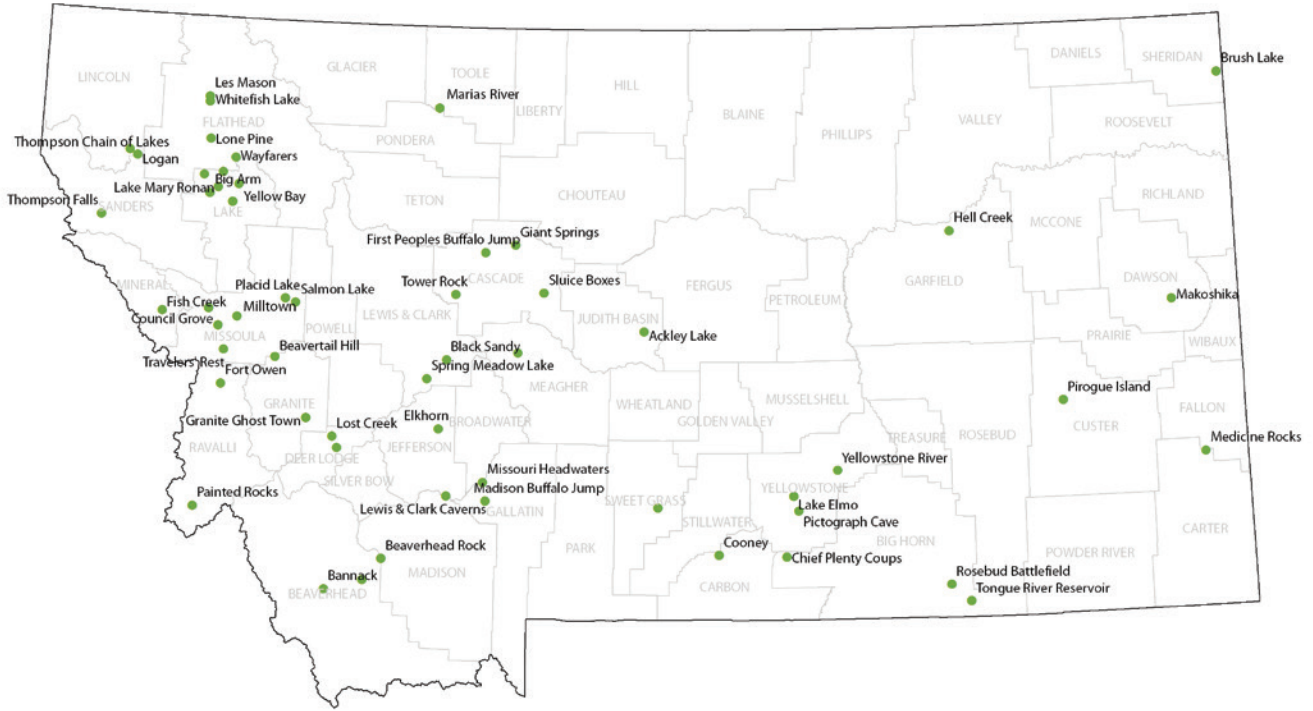 DANIELS
SHERIDAN
Brush Lake
LINCOLN
GLACIER
TOOLE
HILL
Les Mason
Whitefish Lake
Marias River
LIBERTY
BLAINE
VALLEY
FLATHEAD
PHILLIPS
ROOSEVELT
Lone Pine
PONDERA
Thompson Chain of Lakes
Logan
Wayfarers
Big Arm
Lake Mary Ronan
TETON
CHOUTEAU
RICHLAND
Thompson Falls
SANDERS
Yellow Bay
LAKE
Hell Creek
MCCONE
First Peoples Buffalo Jump
Giant Springs
CASCADE
FERGUS
GARFIELD
DAWSON
MINERAL
Placid Lake
Salmon Lake
Tower Rock
Sluice Boxes
PETROLEUM
Makoshika
Fish Creek
Milltown
LEWIS & CLARK
JUDITH BASIN
Council Grove
MISSOULA
POWELL
Ackley Lake
PRAIRIE
WIBAUX
Beavertail Hill
Black Sandy
Travelers' Rest
Fort Owen
Spring Meadow Lake
MEAGHER
Pirogue Island
GRANITE
WHEATLAND
MUSSELSHELL
FALLON
Granite Ghost Town
Lost Creek
Elkhorn
BROADWATER
GOLDEN VALLEY
TREASURE
ROSEBUD
CUSTER
RAVALLI
DEER LODGE
JEFFERSON
Medicine Rocks
Missouri Headwaters
Yellowstone River
SILVER BOW
Madison Buffalo Jump
YELLOWSTONE
Painted Rocks
Lewis & Clark Caverns
GALLATIN
SWEET GRASS
Lake Elmo
Pictograph Cave
STILLWATER
CARTER
Beaverhead Rock
PARK
Cooney
BIG HORN
Chief Plenty Coups
POWDER RIVER
Bannack
MADISON
CARBON
Rosebud Battlefield
BEAVERHEAD
Tongue River Reservoir